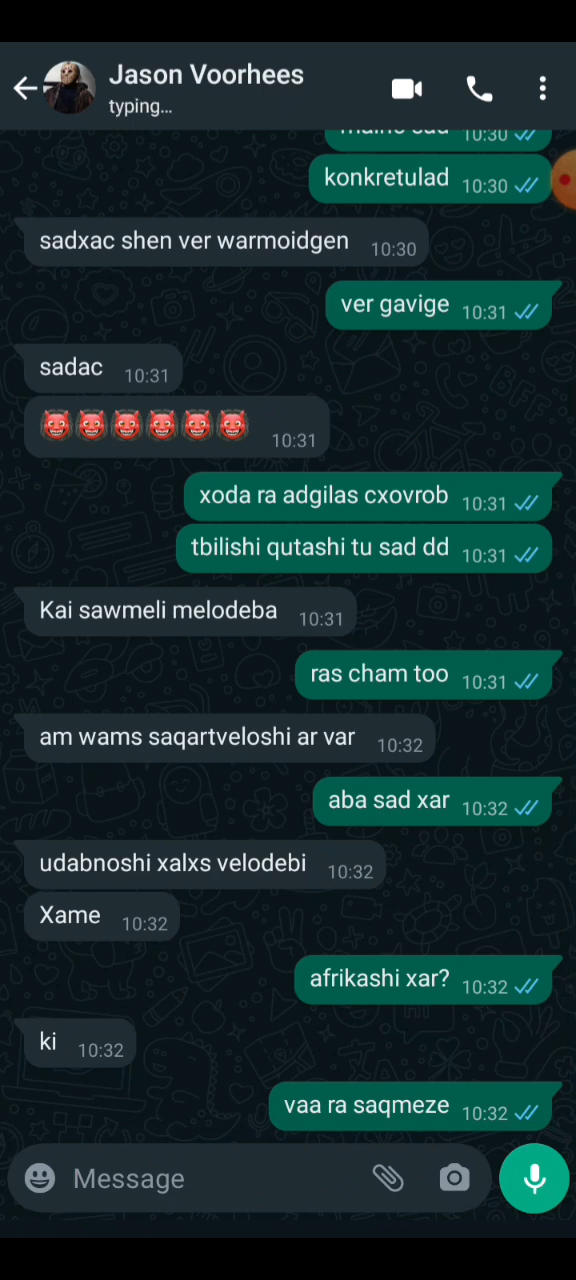 Jason Voorhees
typing...
10:30
konkretulad 10:30
sadxac shen ver warmoidgen 10:30
ver gavige 10:31
sadac 10:31
👹👹👹👹👹👹 10:31
xoda ra adgilas cxovrob 10:31
tbilishi qutashi tu sad dd 10:31
Kai sawmeli melodeba 10:31
ras cham too 10:31
am wams saqartveloshi ar var 10:32
aba sad xar 10:32
udabnoshi xalxs velodebi 10:32
Xame 10:32
afrikashi xar? 10:32
ki 10:32
vaa ra saqmeze 10:32
Message